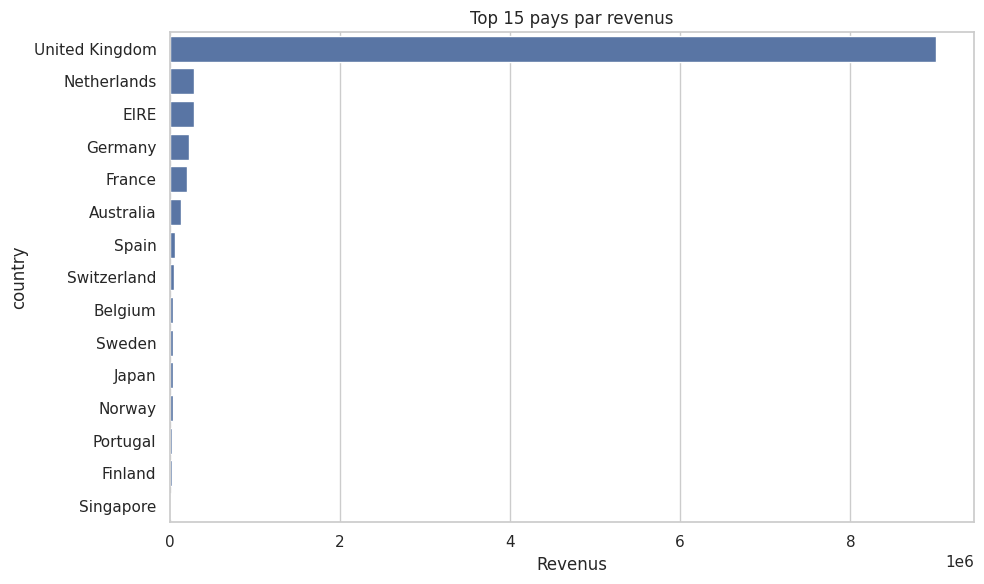 Top 15 pays par revenus
United Kingdom
Netherlands
EIRE
Germany
France
Australia
Spain
Switzerland
Belgium
Sweden
Japan
Norway
Portugal
Finland
Singapore
country
0 2 4 6 8
1e6
Revenus